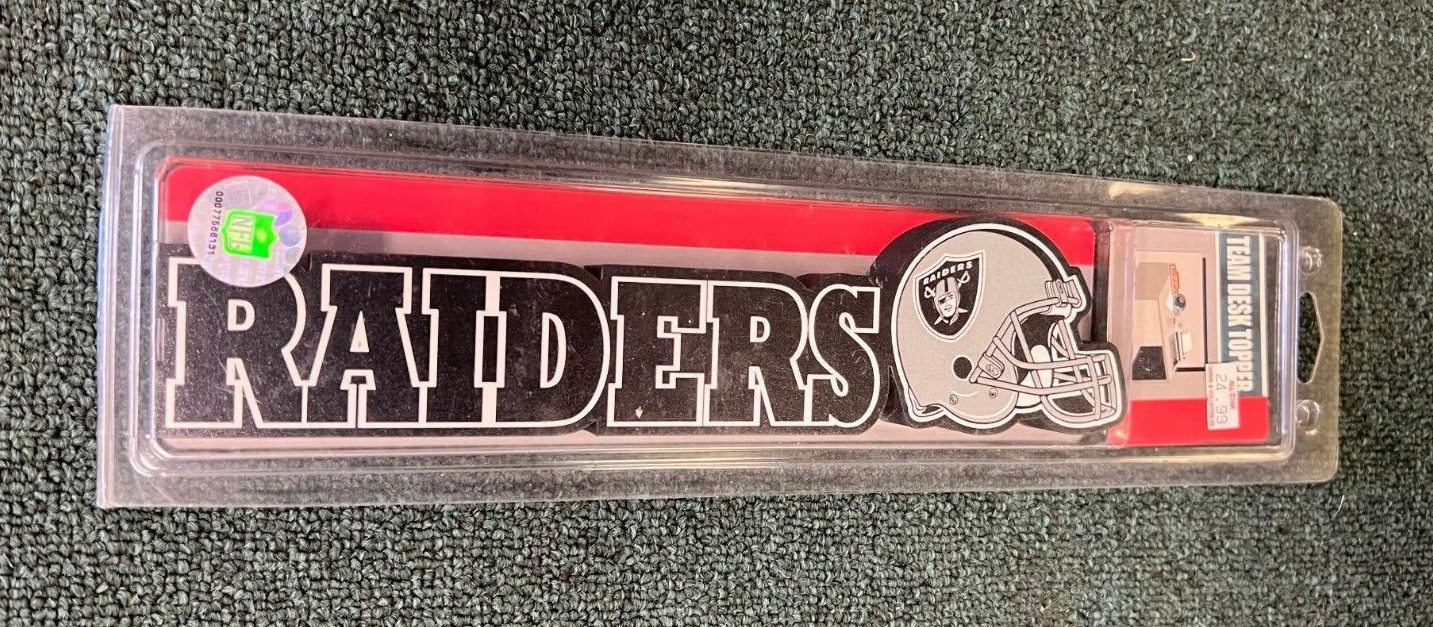 RAIDERS
RAIDERS
NFL
TEAM DESK TOPPER
24.99